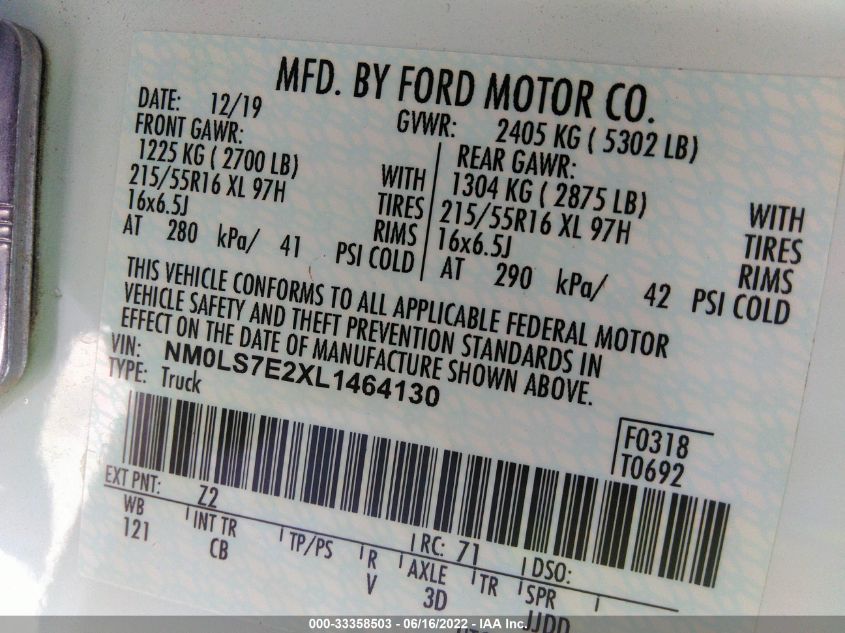 MFD. BY FORD MOTOR CO.
DATE: 12/19 GVWR: 2405 KG ( 5302 LB)
FRONT GAWR: REAR GAWR:
1225 KG ( 2700 LB) WITH 1304 KG ( 2875 LB) WITH
215/55R16 XL 97H TIRES 215/55R16 XL 97H TIRES
16x6.5J RIMS 16x6.5J RIMS
AT 280 kPa/ 41 PSI COLD AT 290 kPa/ 42 PSI COLD
THIS VEHICLE CONFORMS TO ALL APPLICABLE FEDERAL MOTOR
VEHICLE SAFETY AND THEFT PREVENTION STANDARDS IN
EFFECT ON THE DATE OF MANUFACTURE SHOWN ABOVE.
VIN: NM0LS7E2XL1464130
TYPE: Truck
F0318
T0692
EXT PNT: Z2 RC: 71 DSO:
WB INT TR TP/PS R AXLE TR SPR
121 CB V 3D JJDD
000-33358503 - 06/16/2022 - IAA Inc.